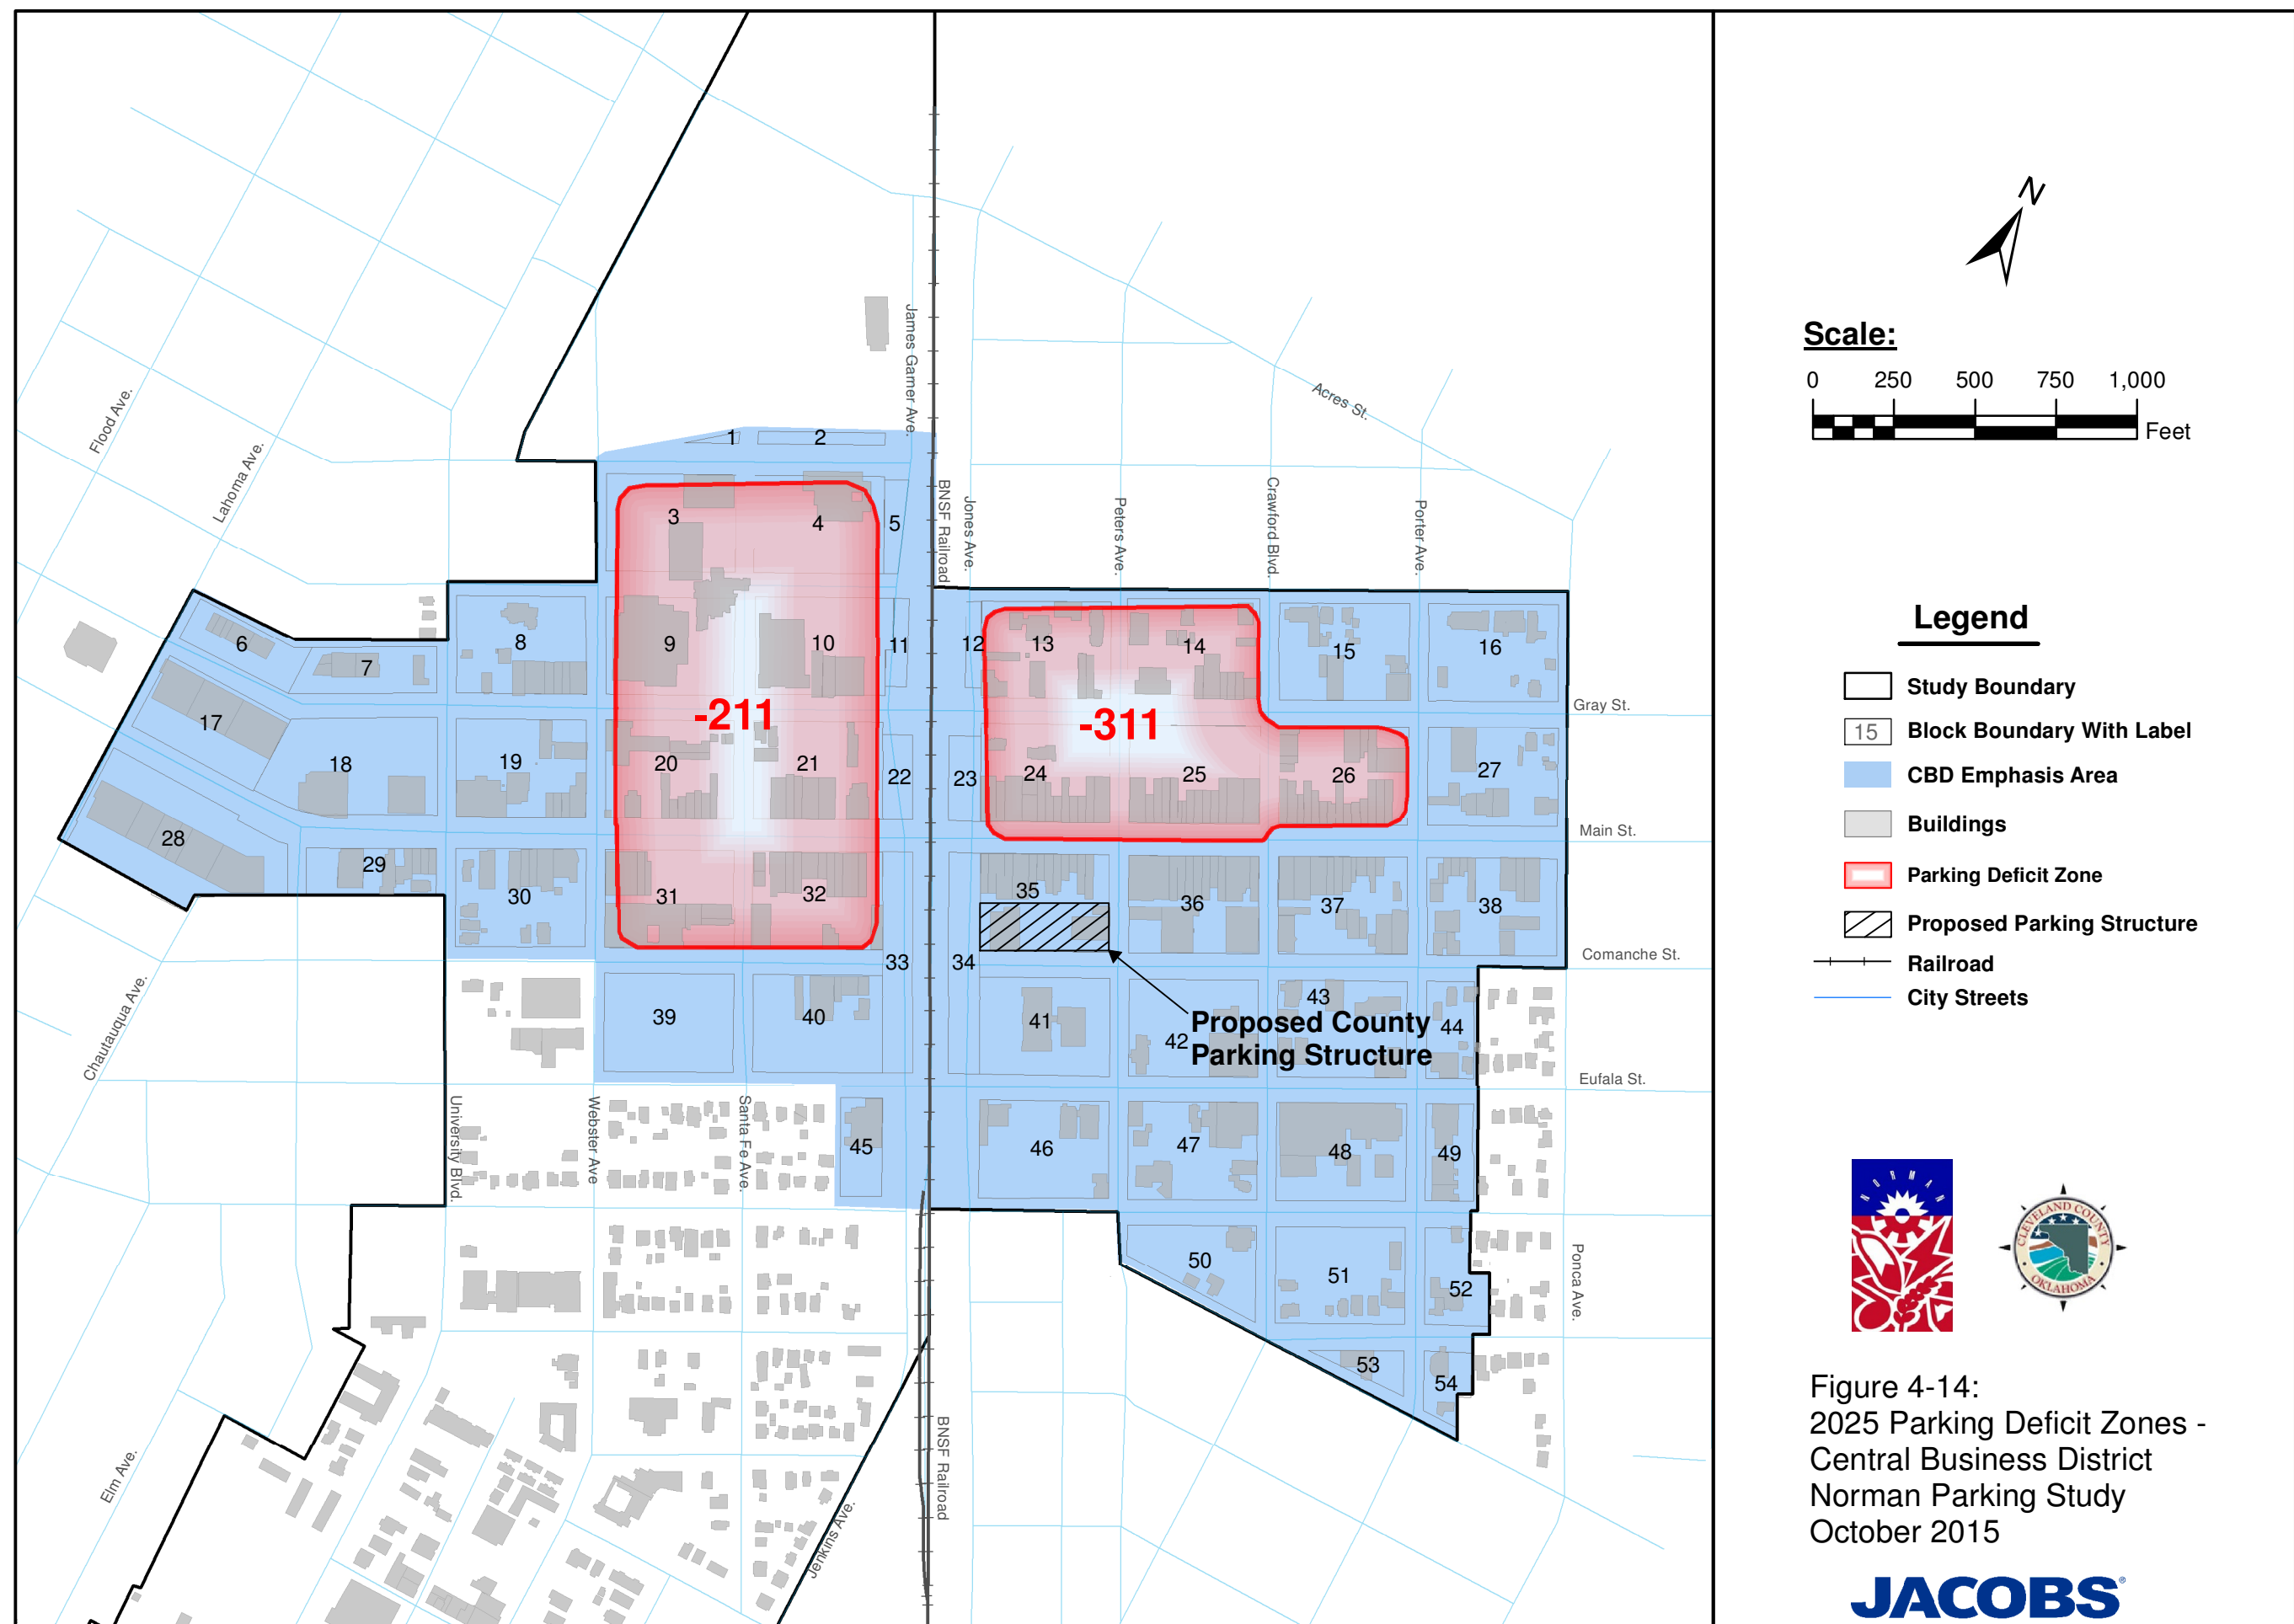 N
Scale:
0 250 500 750 1,000
Feet
Legend
Study Boundary
15 Block Boundary With Label
CBD Emphasis Area
Buildings
Parking Deficit Zone
Proposed Parking Structure
Railroad
City Streets
NORMAN
CLEVELAND COUNTY
OKLAHOMA
Figure 4-14:
2025 Parking Deficit Zones -
Central Business District
Norman Parking Study
October 2015
JACOBS
Flood Ave.
Lahoma Ave.
James Garner Ave.
BNSF Railroad
Jones Ave.
Peters Ave.
Crawford Blvd.
Porter Ave.
Acres St.
Gray St.
Main St.
Comanche St.
Eufala St.
Ponca Ave.
Chautauqua Ave.
University Blvd.
Webster Ave
Santa Fe Ave.
Elm Ave.
Jenkins Ave.
BNSF Railroad
1 2
3 4 5
6 7 8 9 10 11 12 13 14 15 16
-211
-311
17 18 19 20 21 22 23 24 25 26 27
28 29 30 31 32 33 34 35 36 37 38
39 40 41 42 43 44
Proposed County
Parking Structure
45 46 47 48 49
50 51 52
53 54